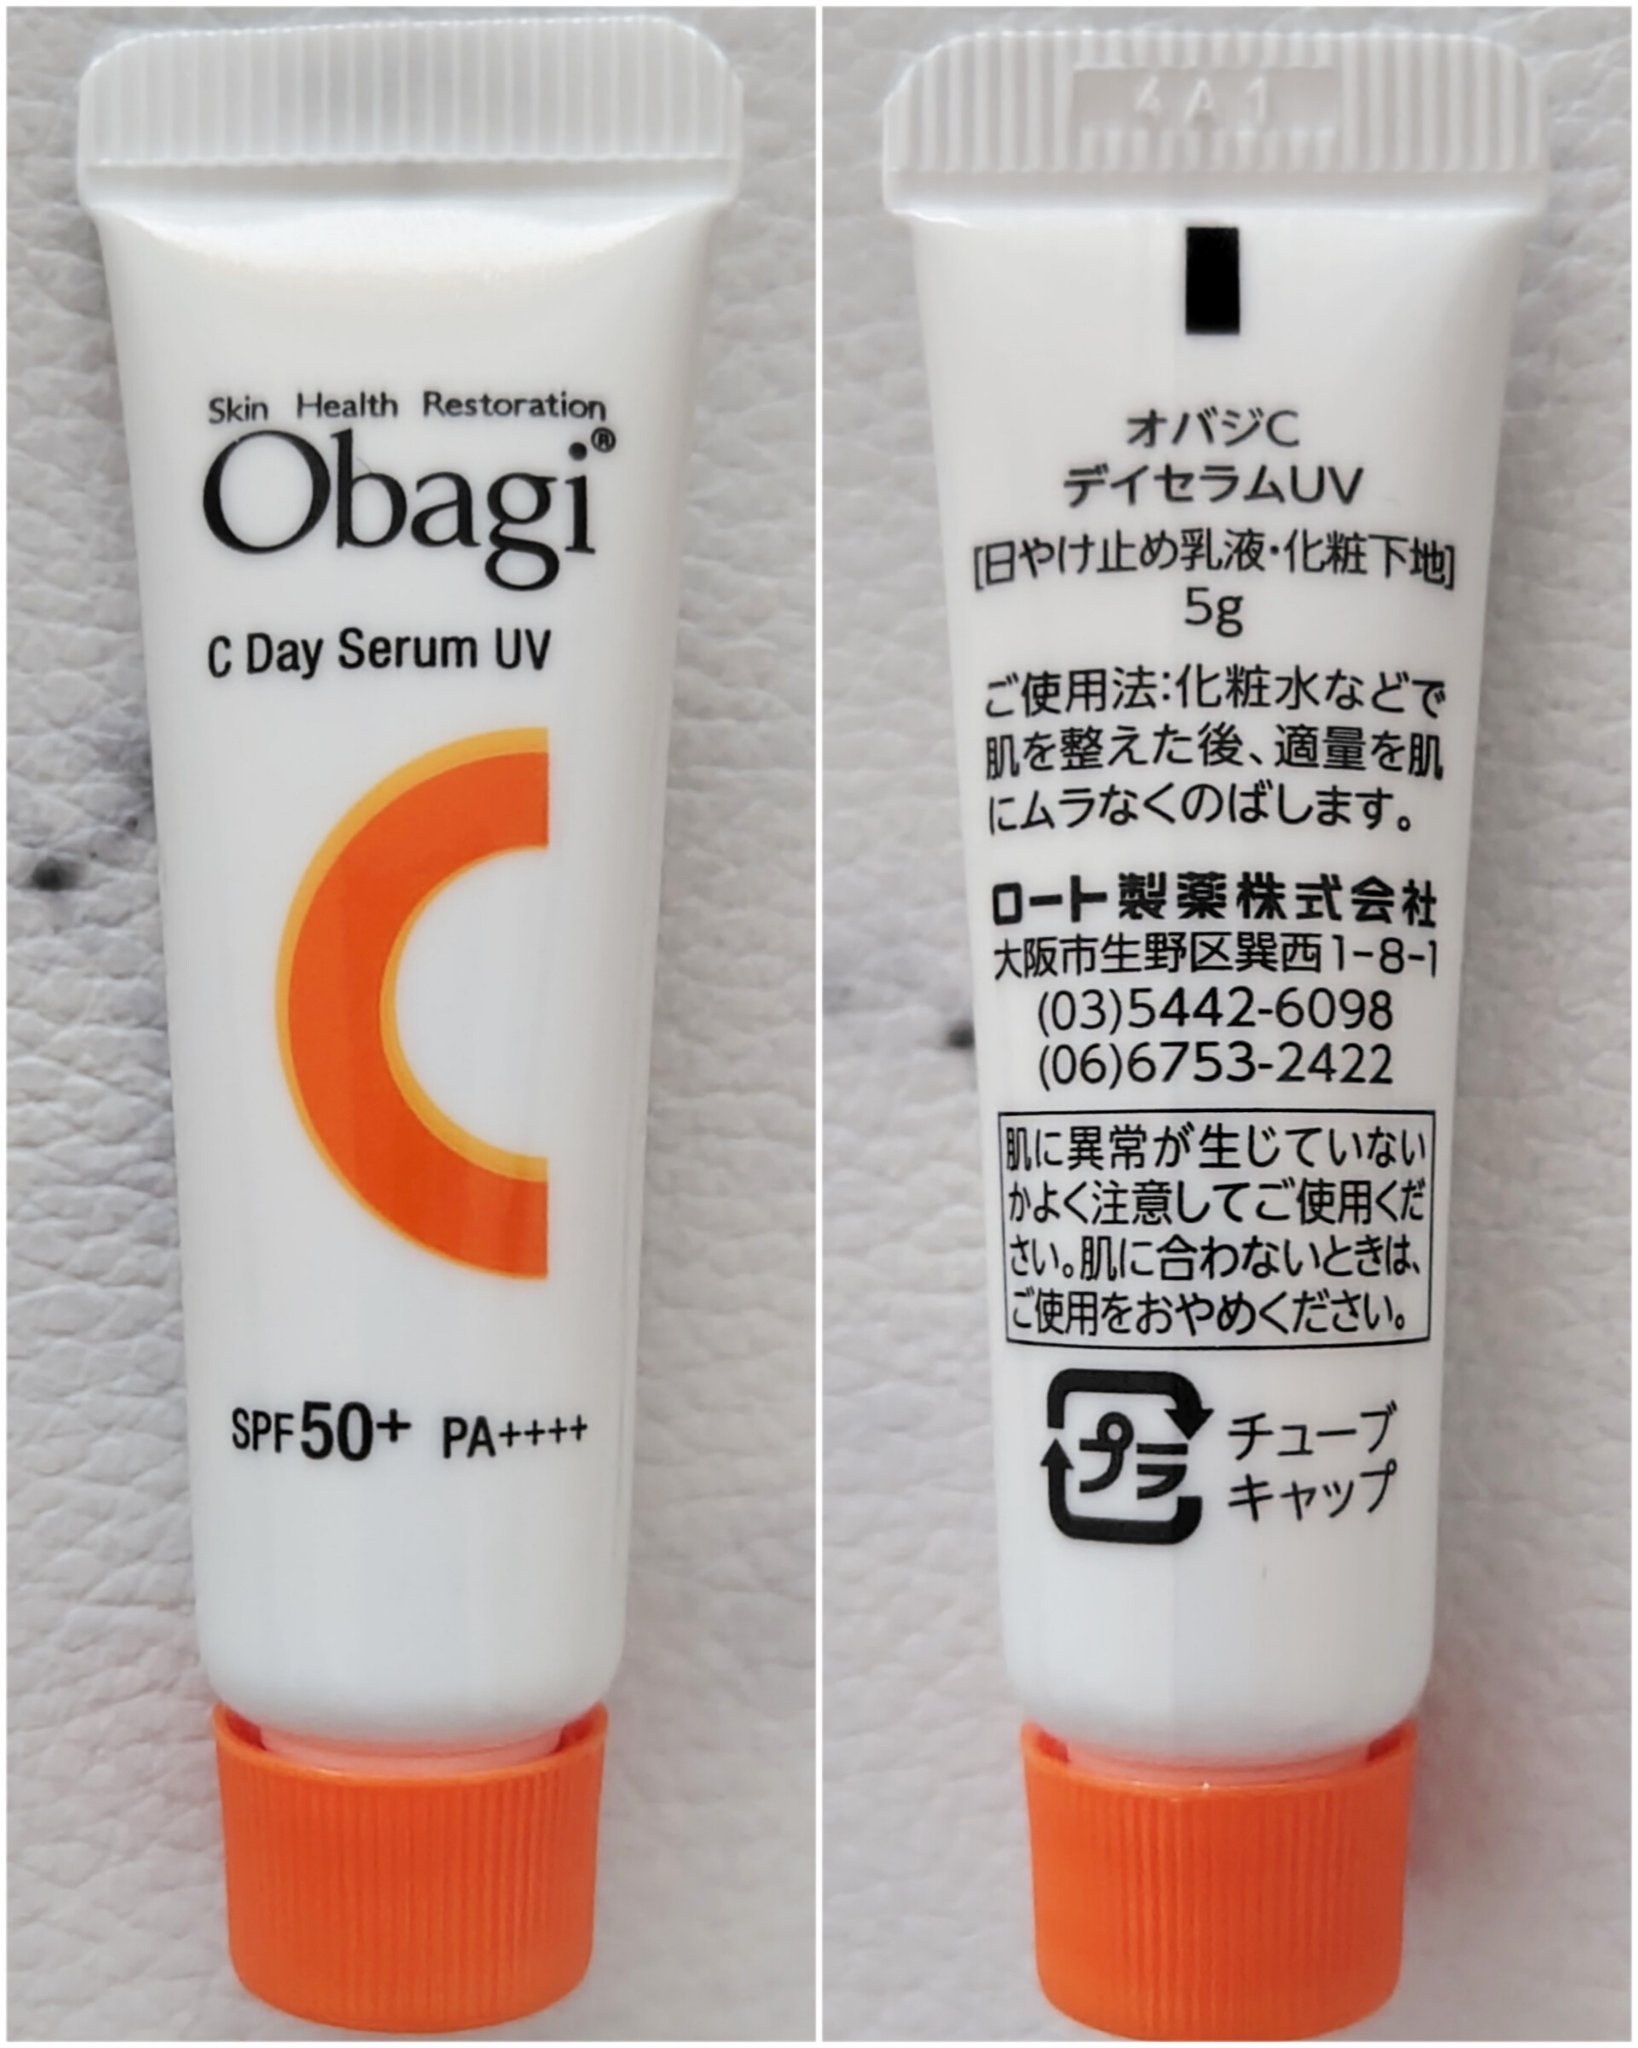 Skin Health Restoration
Obagi®
C Day Serum UV
SPF50+ PA++++
4A1
オバジC
デイセラムUV
[日やけ止め乳液・化粧下地]
5g
ご使用法:化粧水などで
肌を整えた後、適量を肌
にムラなくのばします。
ロート製薬株式会社
大阪市生野区巽西1-8-1
(03)5442-6098
(06)6753-2422
肌に異常が生じていない
かよく注意してご使用くだ
さい。肌に合わないときは、
ご使用をおやめください。
プラ
チューブ
キャップ